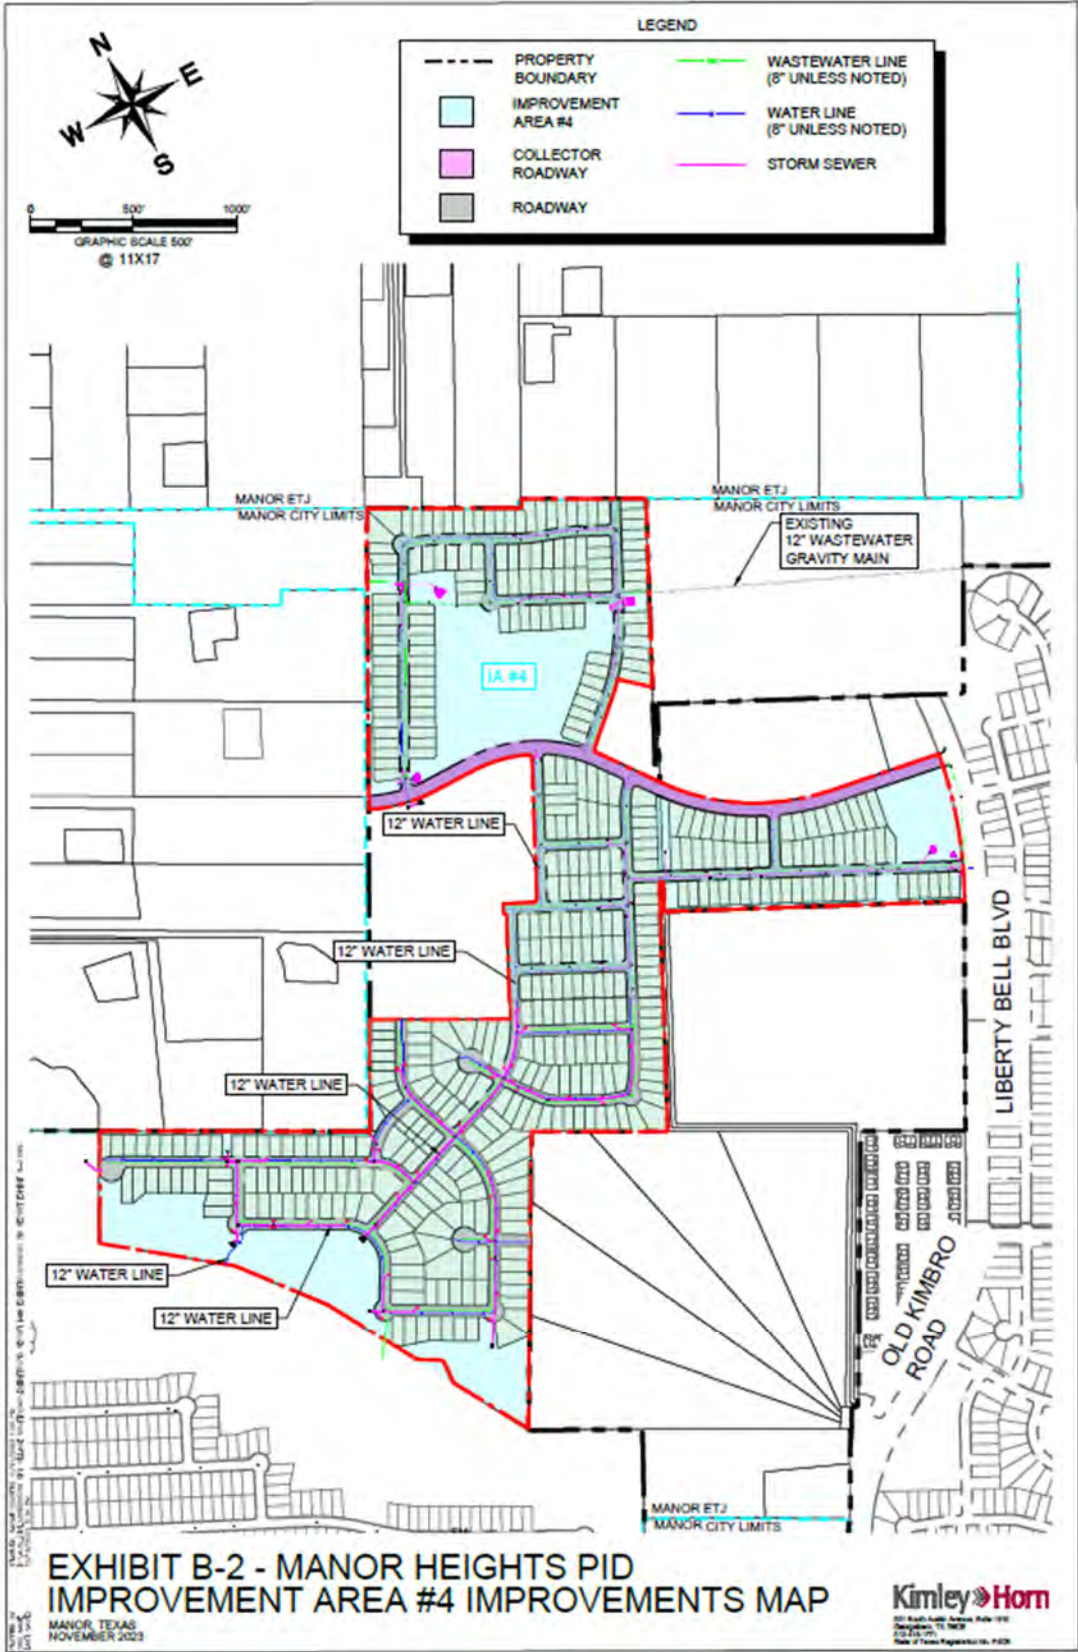 N
E
W
S
0 500' 1000'
GRAPHIC SCALE 500'
@ 11X17
LEGEND
PROPERTY
BOUNDARY
IMPROVEMENT
AREA #4
COLLECTOR
ROADWAY
ROADWAY
WASTEWATER LINE
(8" UNLESS NOTED)
WATER LINE
(8" UNLESS NOTED)
STORM SEWER
MANOR ETJ
MANOR CITY LIMITS
MANOR ETJ
MANOR CITY LIMITS
EXISTING
12" WASTEWATER
GRAVITY MAIN
IA #4
12" WATER LINE
12" WATER LINE
12" WATER LINE
12" WATER LINE
12" WATER LINE
LIBERTY BELL BLVD
OLD KIMBRO
ROAD
MANOR ETJ
MANOR CITY LIMITS
EXHIBIT B-2 - MANOR HEIGHTS PID
IMPROVEMENT AREA #4 IMPROVEMENTS MAP
MANOR, TEXAS
NOVEMBER 2023
Kimley»Horn